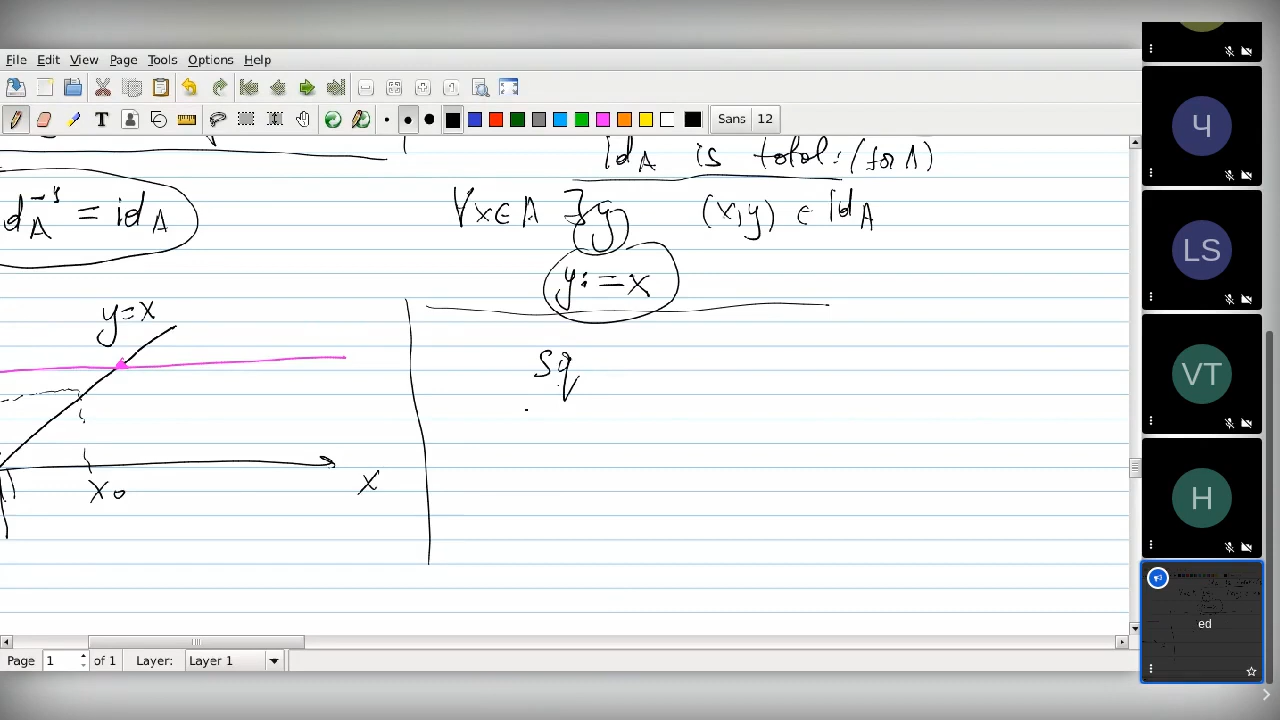 File Edit View Page Tools Options Help
Sans 12
id_A is total: (for A)
d_A^{-1} = id_A
∀x∈A ∃y (x,y) ∈ id_A
y:=x
y=x
sq
x_0
x
Ч
LS
VT
H
ed
Page 1 of 1 Layer: Layer 1